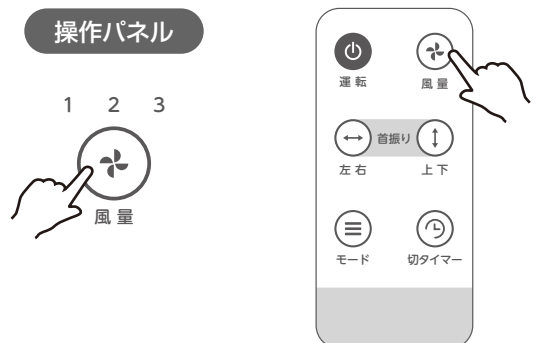 操作パネル
1 2 3
風量
運転
風量
首振り
左右
上下
モード
切タイマー